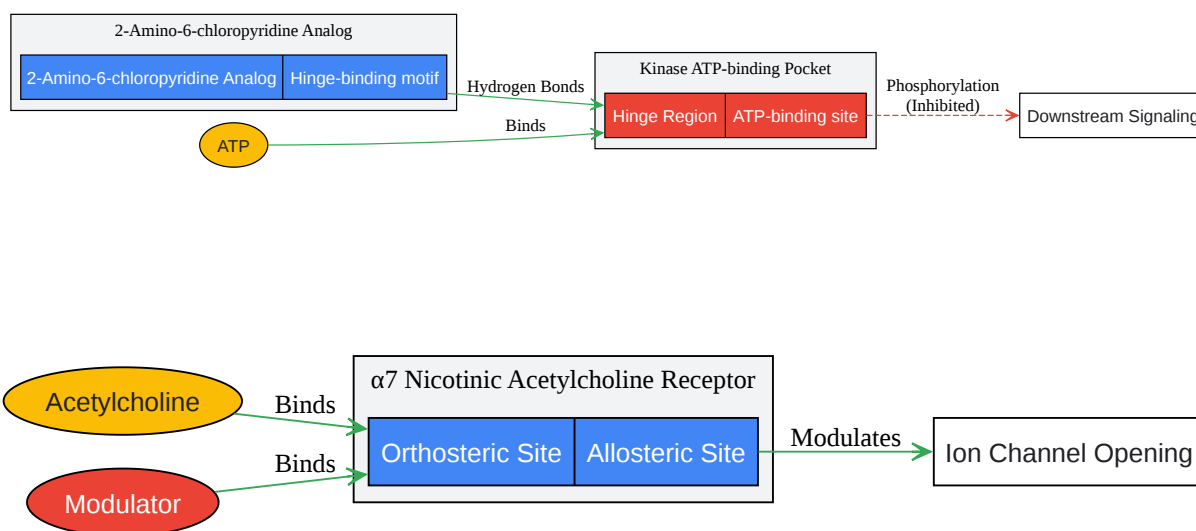 2-Amino-6-chloropyridine Analog
2-Amino-6-chloropyridine Analog
Hinge-binding motif
Hydrogen Bonds
ATP
Binds
Kinase ATP-binding Pocket
Hinge Region
ATP-binding site
Phosphorylation
(Inhibited)
Downstream Signaling
Acetylcholine
Binds
Modulator
Binds
α7 Nicotinic Acetylcholine Receptor
Orthosteric Site
Allosteric Site
Modulates
Ion Channel Opening